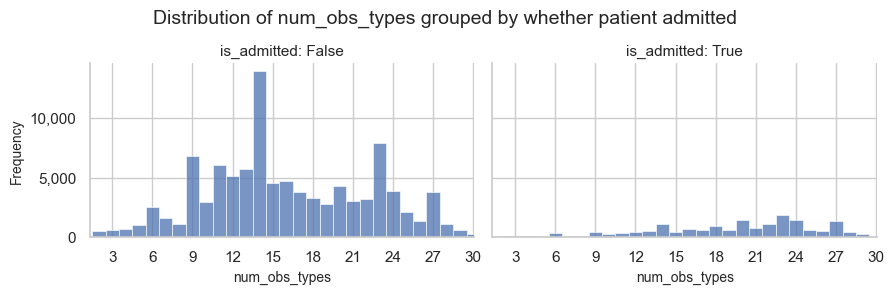 Distribution of num_obs_types grouped by whether patient admitted
is_admitted: False
is_admitted: True
Frequency
10,000
5,000
0
3 6 9 12 15 18 21 24 27 30
3 6 9 12 15 18 21 24 27 30
num_obs_types
num_obs_types